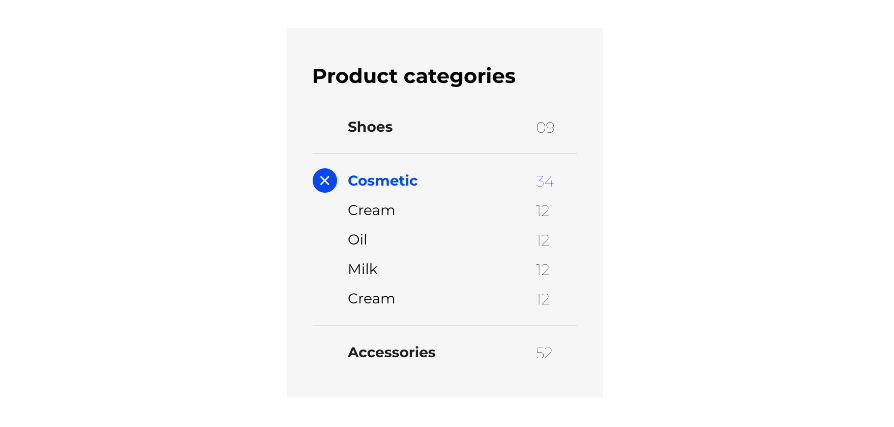 Product categories
Shoes 09
Cosmetic 34
Cream 12
Oil 12
Milk 12
Cream 12
Accessories 52